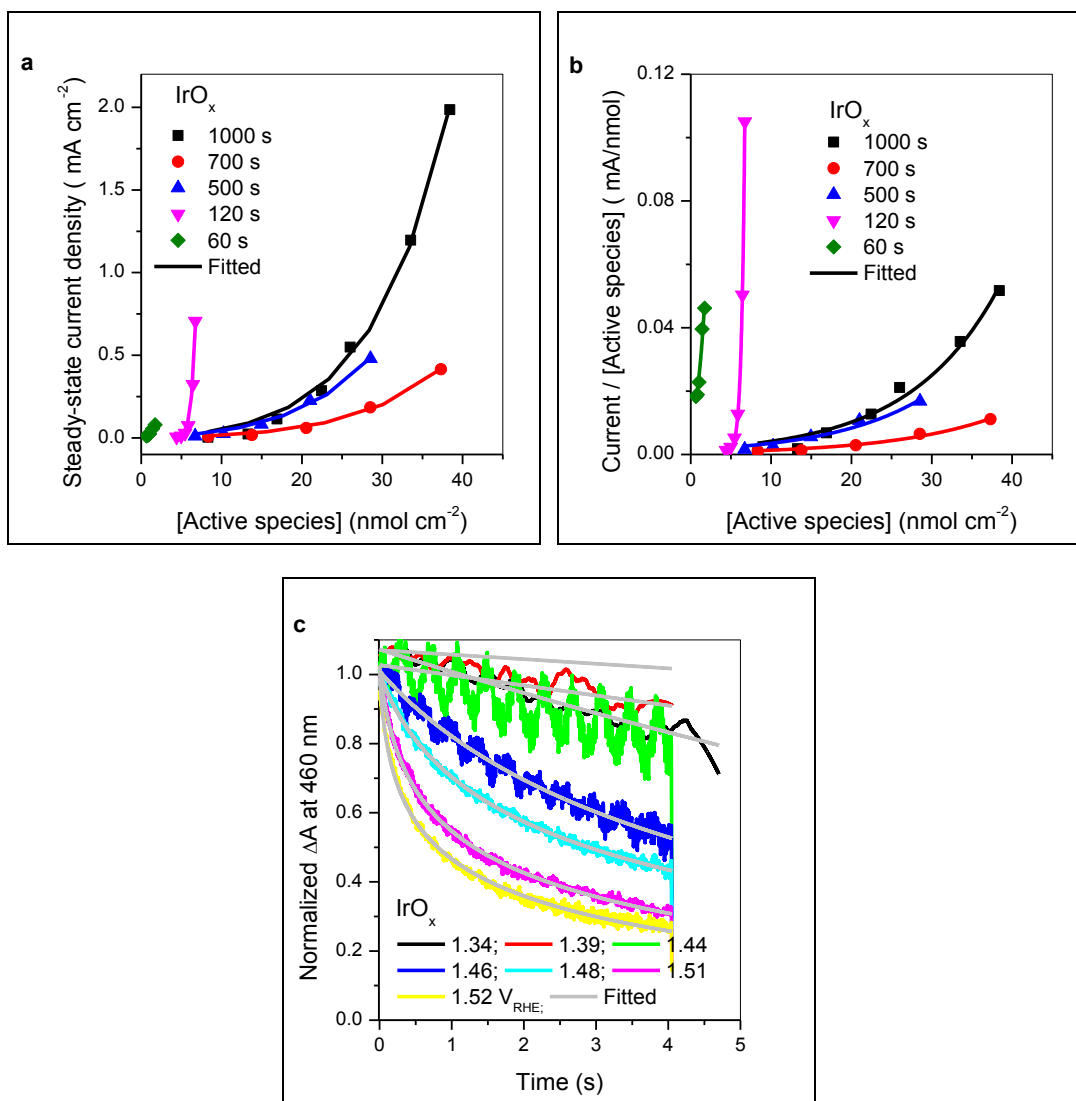 a
Steady-state current density ( mA cm-2)
2.0
1.5
1.0
0.5
0.0
IrOx
1000 s
700 s
500 s
120 s
60 s
Fitted
0 10 20 30 40
[Active species] (nmol cm-2)
b
Current / [Active species] ( mA/nmol)
0.12
0.08
0.04
0.00
IrOx
1000 s
700 s
500 s
120 s
60 s
Fitted
0 10 20 30 40
[Active species] (nmol cm-2)
c
Normalized ΔA at 460 nm
1.0
0.8
0.6
0.4
0.2
0.0
IrOx
1.34; 1.39; 1.44
1.46; 1.48; 1.51
1.52 VRHE; Fitted
0 1 2 3 4 5
Time (s)